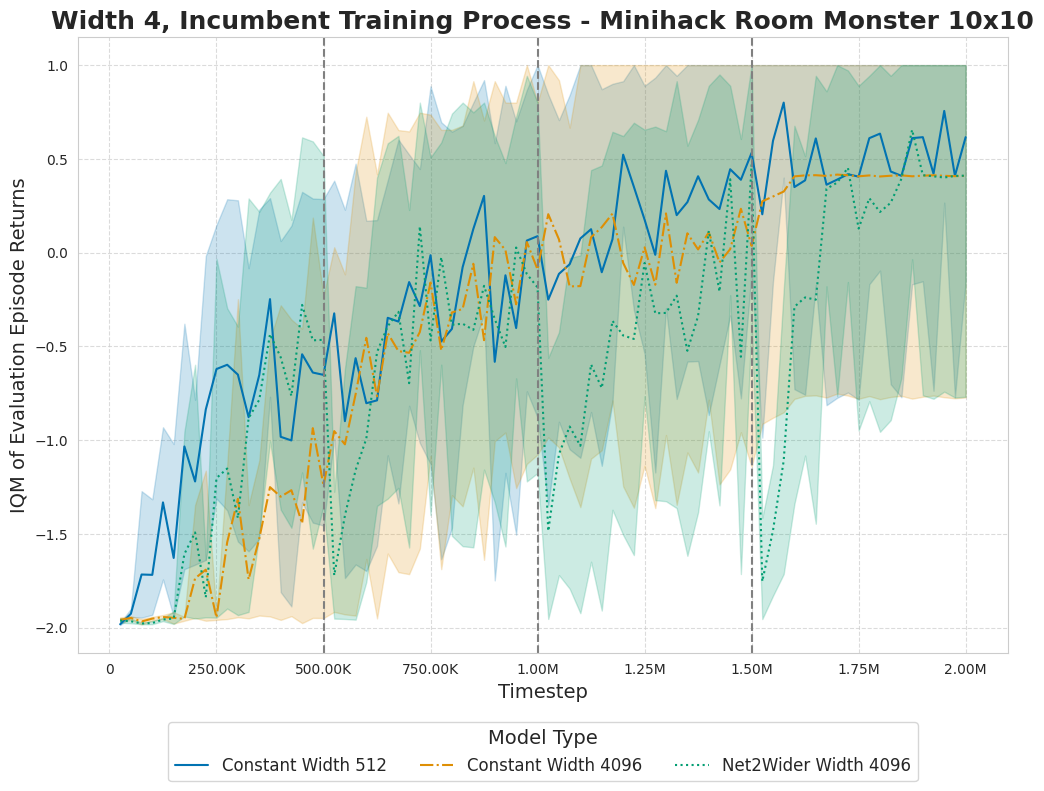 Width 4, Incumbent Training Process - Minihack Room Monster 10x10
IQM of Evaluation Episode Returns
1.0
0.5
0.0
−0.5
−1.0
−1.5
−2.0
0 250.00K 500.00K 750.00K 1.00M 1.25M 1.50M 1.75M 2.00M
Timestep
Model Type
Constant Width 512 Constant Width 4096 Net2Wider Width 4096